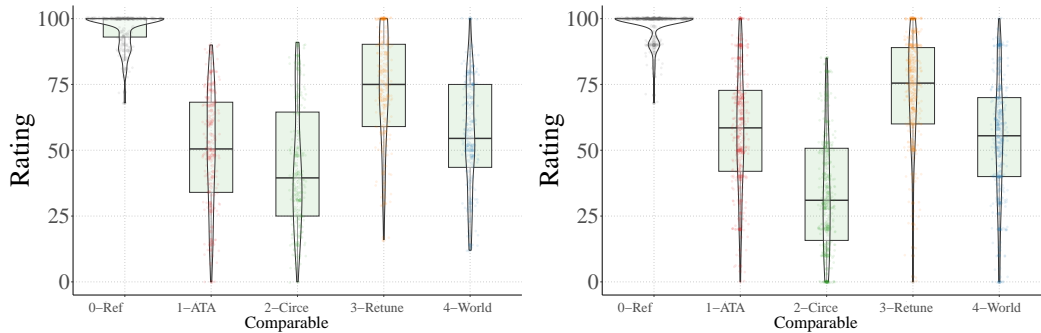 100
75
50
25
0
Rating
0−Ref
1−ATA
2−Circe
3−Retune
4−World
Comparable
100
75
50
25
0
Rating
0−Ref
1−ATA
2−Circe
3−Retune
4−World
Comparable